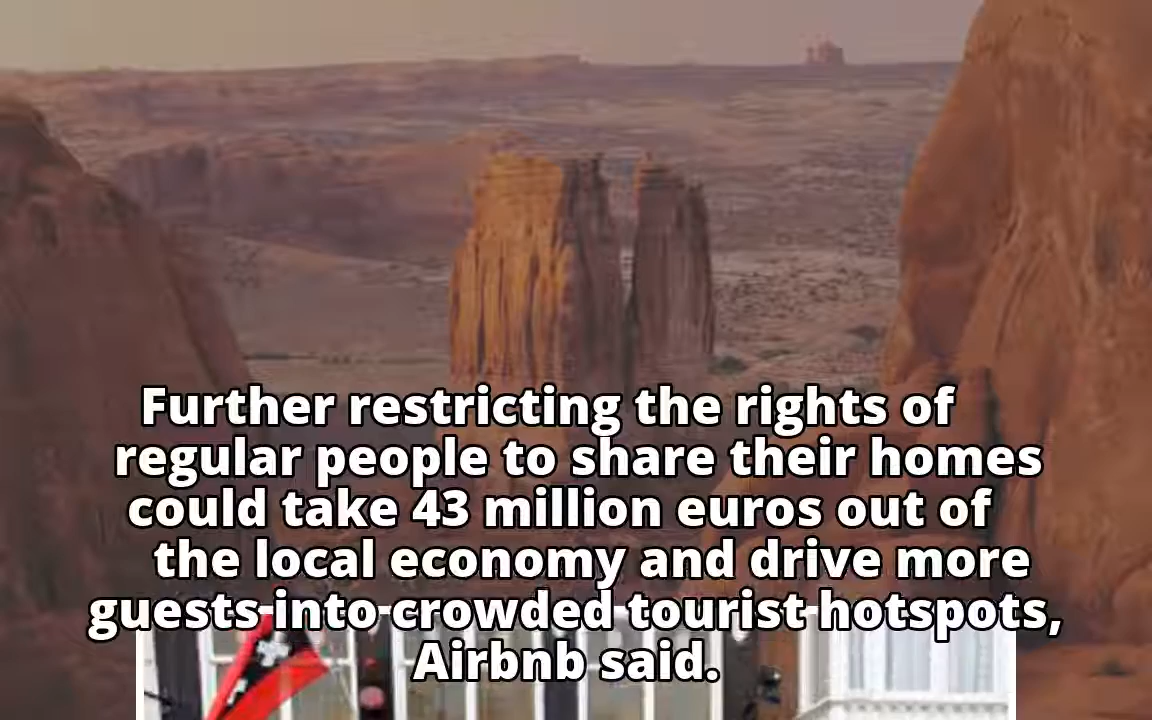 Further restricting the rights of
regular people to share their homes
could take 43 million euros out of
the local economy and drive more
guests into crowded tourist hotspots,
Airbnb said.